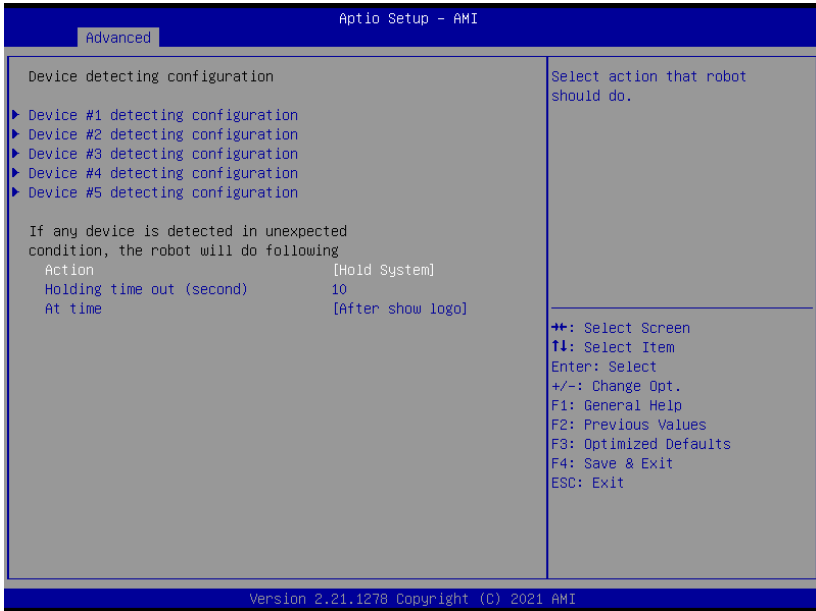 Aptio Setup – AMI
Advanced
Device detecting configuration
Device #1 detecting configuration
Device #2 detecting configuration
Device #3 detecting configuration
Device #4 detecting configuration
Device #5 detecting configuration
If any device is detected in unexpected
condition, the robot will do following
Action [Hold System]
Holding time out (second) 10
At time [After show logo]
Select action that robot
should do.
→←: Select Screen
↑↓: Select Item
Enter: Select
+/-: Change Opt.
F1: General Help
F2: Previous Values
F3: Optimized Defaults
F4: Save & Exit
ESC: Exit
Version 2.21.1278 Copyright (C) 2021 AMI